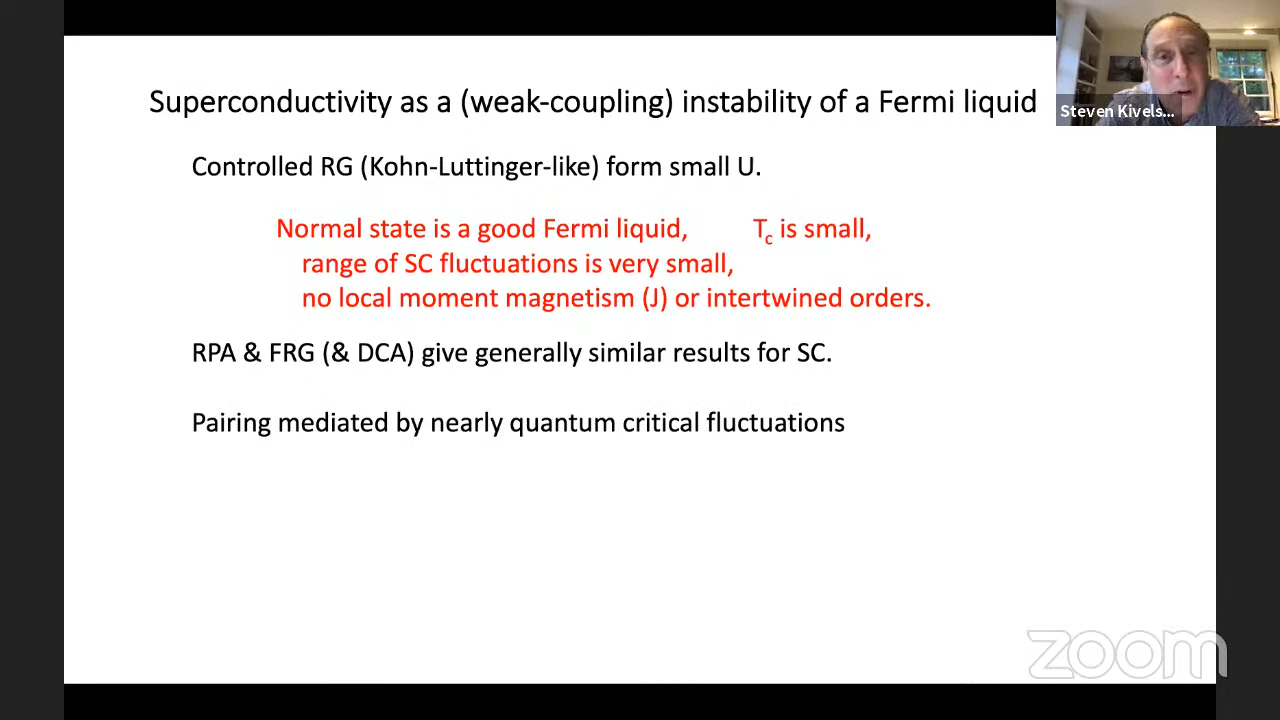 Superconductivity as a (weak-coupling) instability of a Fermi liquid
Steven Kivels...
Controlled RG (Kohn-Luttinger-like) form small U.
Normal state is a good Fermi liquid, Tc is small,
range of SC fluctuations is very small,
no local moment magnetism (J) or intertwined orders.
RPA & FRG (& DCA) give generally similar results for SC.
Pairing mediated by nearly quantum critical fluctuations
zoom